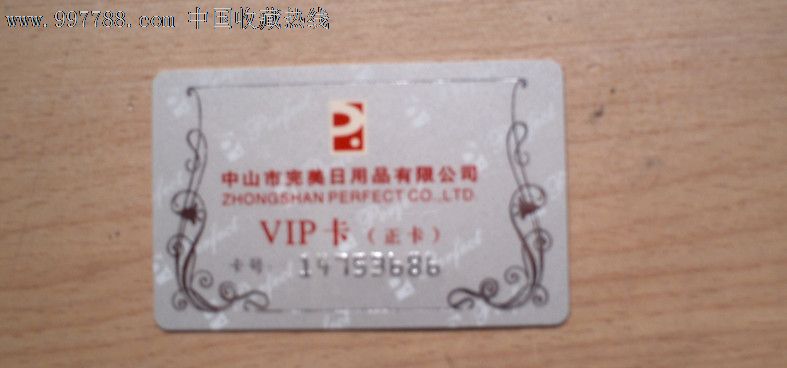 www.997788.com 中国收藏热线
中山市完美日用品有限公司
ZHONGSHAN PERFECT CO.,LTD.
VIP卡（正卡）
卡号: 14753686